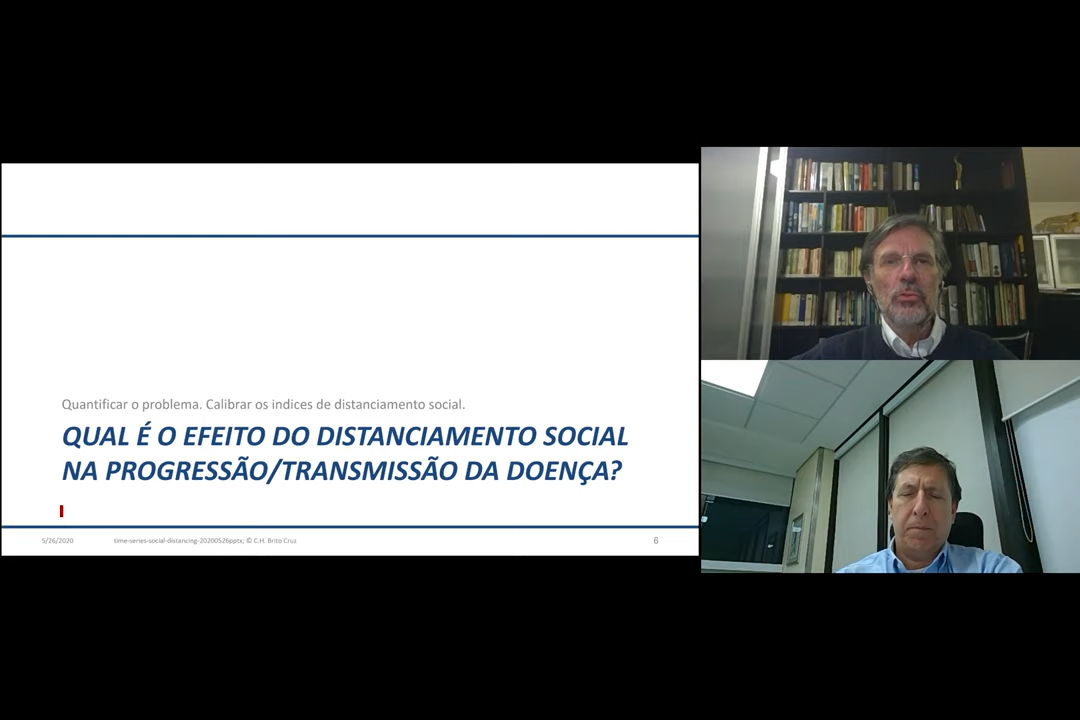 Quantificar o problema. Calibrar os indices de distanciamento social.
QUAL É O EFEITO DO DISTANCIAMENTO SOCIAL
NA PROGRESSÃO/TRANSMISSÃO DA DOENÇA?
5/26/2020 time-series-social-distancing-20200526pptx; © C.H. Brito Cruz 6